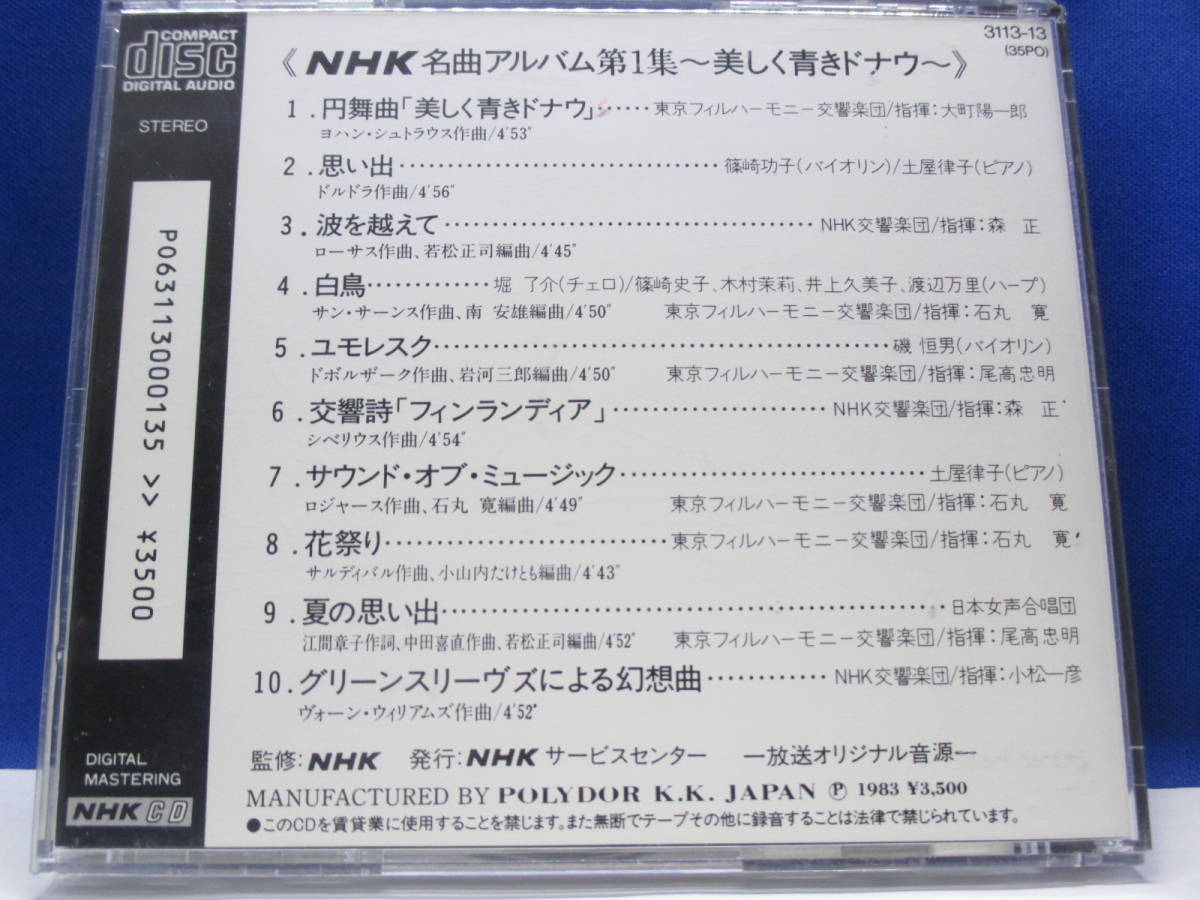 COMPACT
disc
DIGITAL AUDIO
STEREO
P0631130000135 >> ¥3500
DIGITAL
MASTERING
NHK CD
3113-13
(35PO)
《NHK 名曲アルバム第1集〜美しく青きドナウ〜》
1.円舞曲「美しく青きドナウ」……東京フィルハーモニー交響楽団/指揮:大町陽一郎
ヨハン・シュトラウス作曲/4'53"
2.思い出……篠崎功子(バイオリン)/土屋律子(ピアノ)
ドルドラ作曲/4'56"
3.波を越えて……NHK交響楽団/指揮:森 正
ローサス作曲、若松正司編曲/4'45"
4.白鳥……堀 了介(チェロ)/篠崎史子、木村茉莉、井上久美子、渡辺万里(ハープ)
サン・サーンス作曲、南 安雄編曲/4'50" 東京フィルハーモニー交響楽団/指揮:石丸 寛
5.ユモレスク……磯 恒男(バイオリン)
ドボルザーク作曲、岩河三郎編曲/4'50" 東京フィルハーモニー交響楽団/指揮:尾高忠明
6.交響詩「フィンランディア」……NHK交響楽団/指揮:森 正
シベリウス作曲/4'54"
7.サウンド・オブ・ミュージック……土屋律子(ピアノ)
ロジャース作曲、石丸 寛編曲/4'49" 東京フィルハーモニー交響楽団/指揮:石丸 寛
8.花祭り……東京フィルハーモニー交響楽団/指揮:石丸 寛
サルディバル作曲、小山内たけとも編曲/4'43"
9.夏の思い出……日本女声合唱団
江間章子作詞、中田喜直作曲、若松正司編曲/4'52" 東京フィルハーモニー交響楽団/指揮:尾高忠明
10.グリーンスリーヴズによる幻想曲……NHK交響楽団/指揮:小松一彦
ヴォーン・ウィリアムズ作曲/4'52"
監修:NHK 発行:NHK サービスセンター ―放送オリジナル音源―
MANUFACTURED BY POLYDOR K.K. JAPAN Ⓟ 1983 ¥3,500
●このCDを賃貸業に使用することを禁じます。また無断でテープその他に録音することは法律で禁じられています。